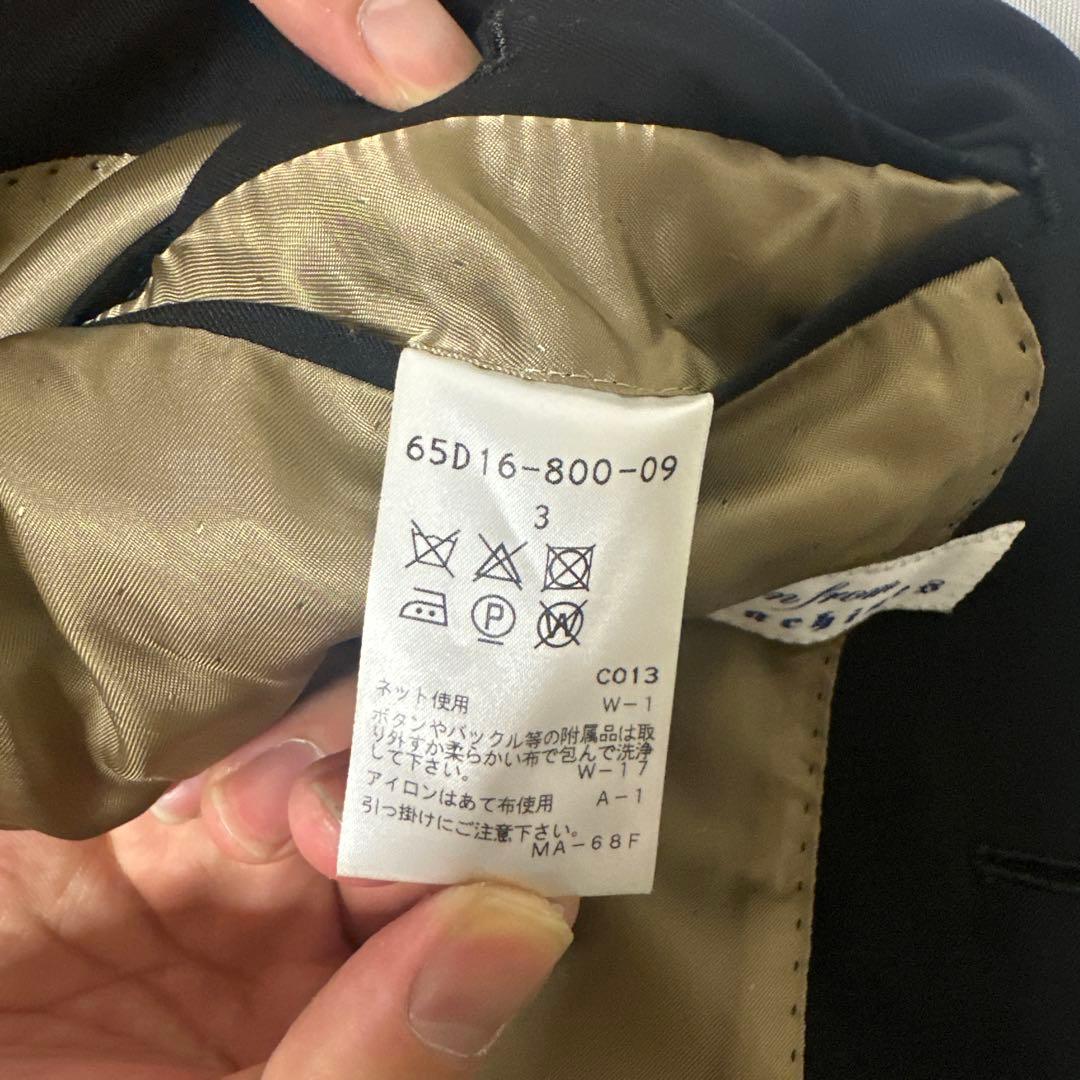 65D16-800-09
3
P
W
C013
ネット使用 W-1
ボタンやバックル等の附属品は取
り外すか柔らかい布で包んで洗浄
して下さい。 W-17
アイロンはあて布使用 A-1
引っ掛けにご注意下さい。
MA-68F
from